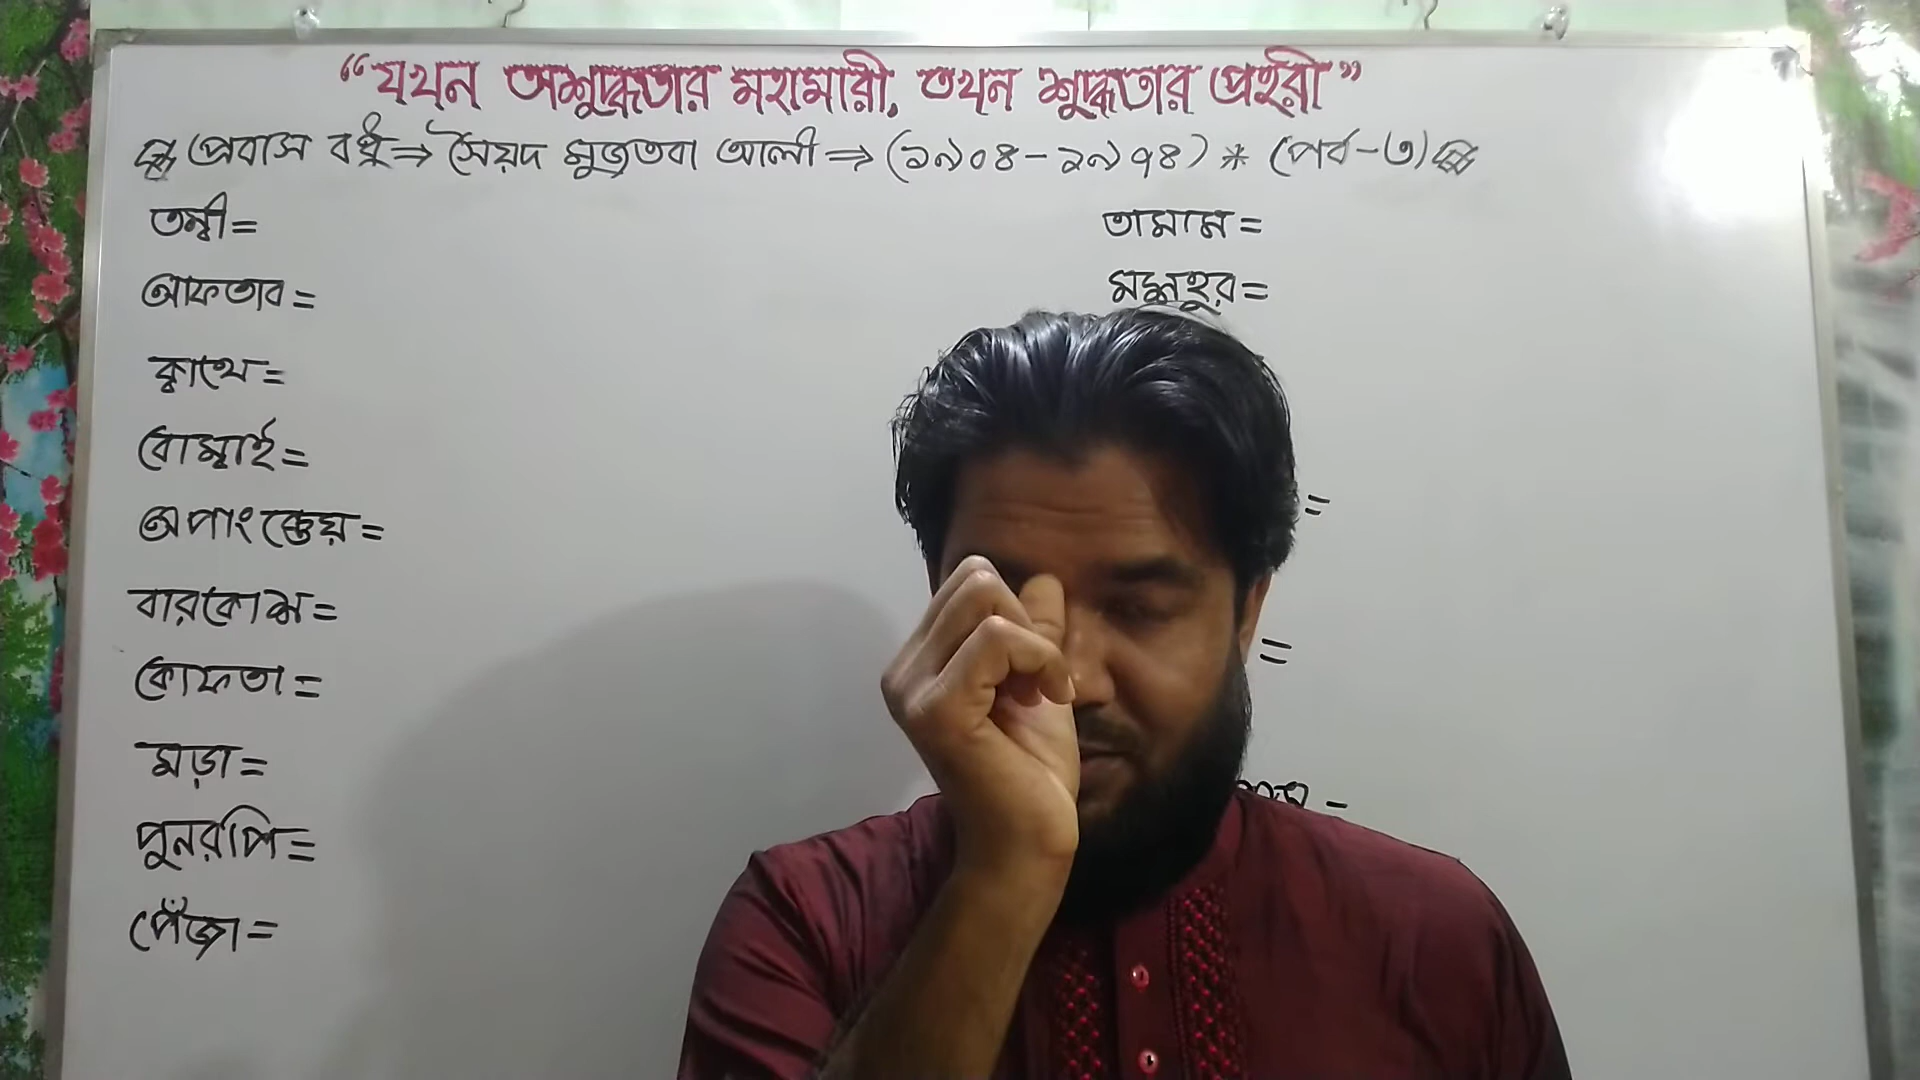 “যখন অশুদ্ধতার মহামারী, তখন শুদ্ধতার প্রহরী”
প্রবাস বন্ধু⇒ সৈয়দ মুজতবা আলী⇒ (১৯০৪-১৯৭৪) * (পর্ব-৩)
তন্বী=
আফতাব=
ক্বাথে=
বোম্বাই=
অপাংক্তেয়=
বারকোশ=
কোফতা=
মড়া=
পুনরপি=
পেঁজা=
তামাম=
মশহুর=
=
=